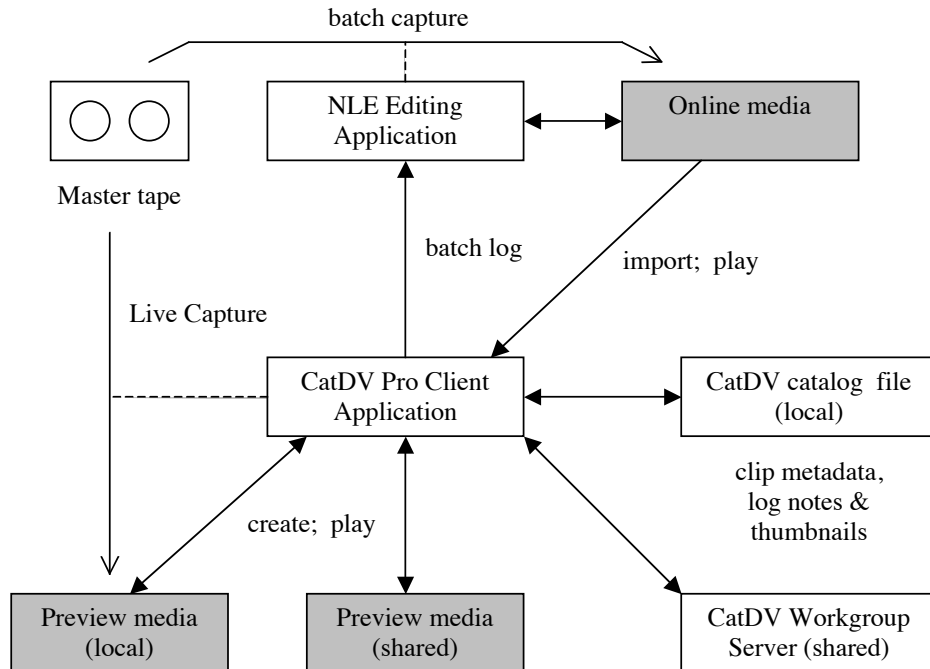 batch capture
NLE Editing
Application
Online media
Master tape
batch log
import; play
Live Capture
CatDV Pro Client
Application
CatDV catalog file
(local)
clip metadata,
log notes &
thumbnails
create; play
Preview media
(local)
Preview media
(shared)
CatDV Workgroup
Server (shared)